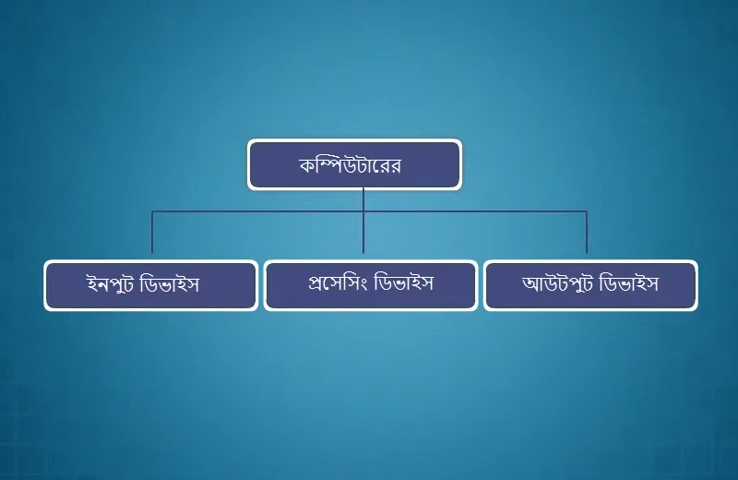 কম্পিউটারের
ইনপুট ডিভাইস
প্রসেসিং ডিভাইস
আউটপুট ডিভাইস